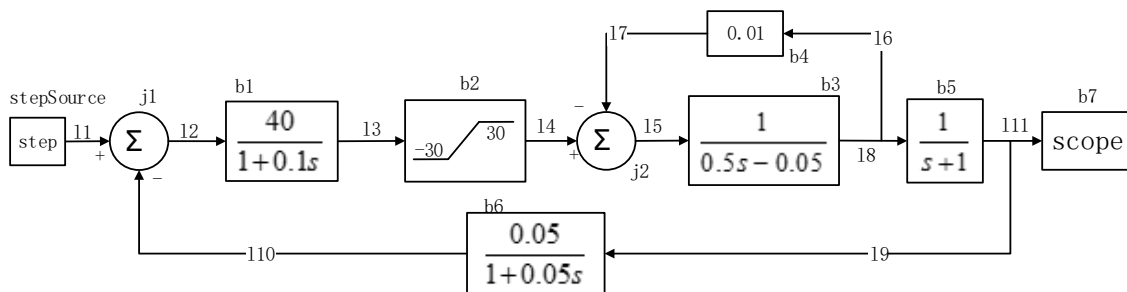 17
0.01
16
b4
stepSource
j1
b1
b2
b3
b5
b7
step
11
+
Σ
−
12
40
1+0.1s
13
−30
30
14
−
+
Σ
j2
15
1
0.5s−0.05
18
1
s+1
111
scope
b6
0.05
1+0.05s
110
19